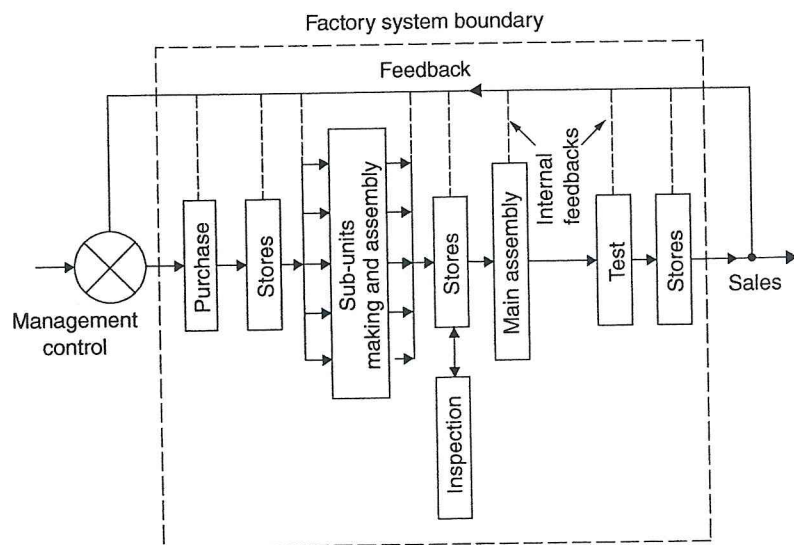 Factory system boundary
Feedback
Internal
feedbacks
Management
control
Purchase
Stores
Sub-units
making and assembly
Stores
Inspection
Main assembly
Test
Stores
Sales